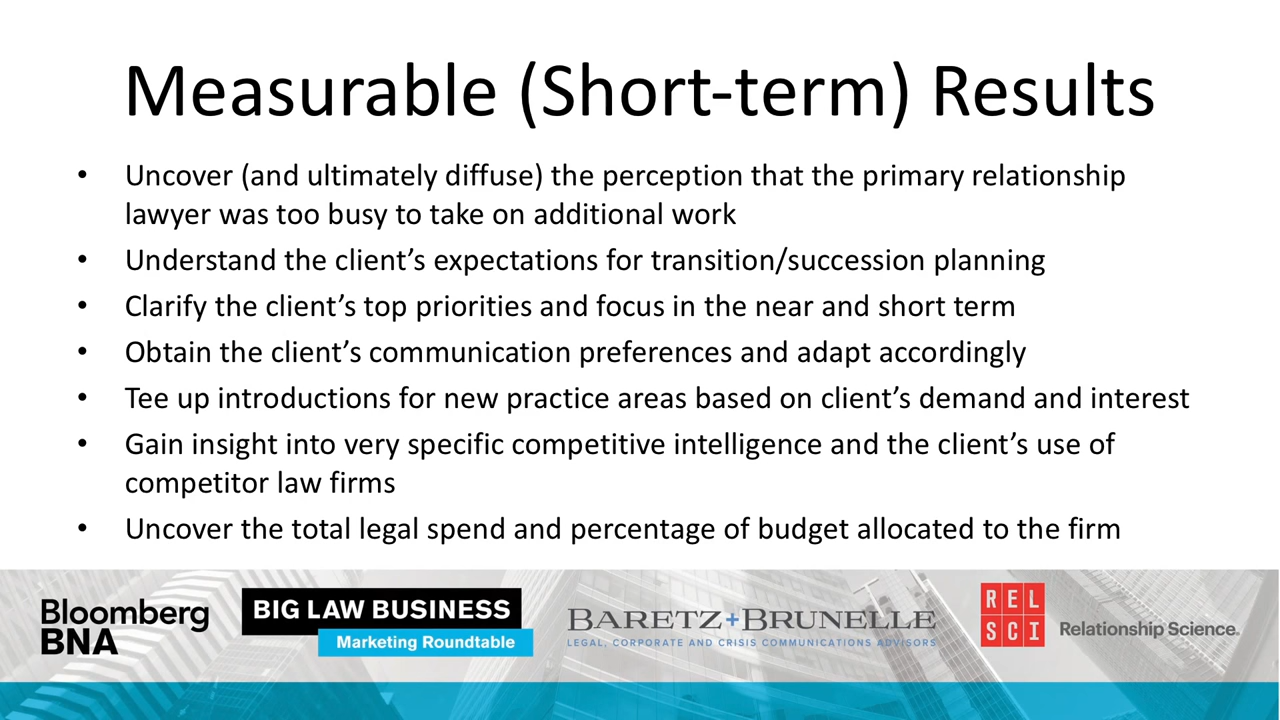 Measurable (Short-term) Results
• Uncover (and ultimately diffuse) the perception that the primary relationship
lawyer was too busy to take on additional work
• Understand the client’s expectations for transition/succession planning
• Clarify the client’s top priorities and focus in the near and short term
• Obtain the client’s communication preferences and adapt accordingly
• Tee up introductions for new practice areas based on client’s demand and interest
• Gain insight into very specific competitive intelligence and the client’s use of
competitor law firms
• Uncover the total legal spend and percentage of budget allocated to the firm
Bloomberg
BNA
BIG LAW BUSINESS
Marketing Roundtable
BARETZ+BRUNELLE
LEGAL, CORPORATE AND CRISIS COMMUNICATIONS ADVISORS
REL
SCI
Relationship Science.